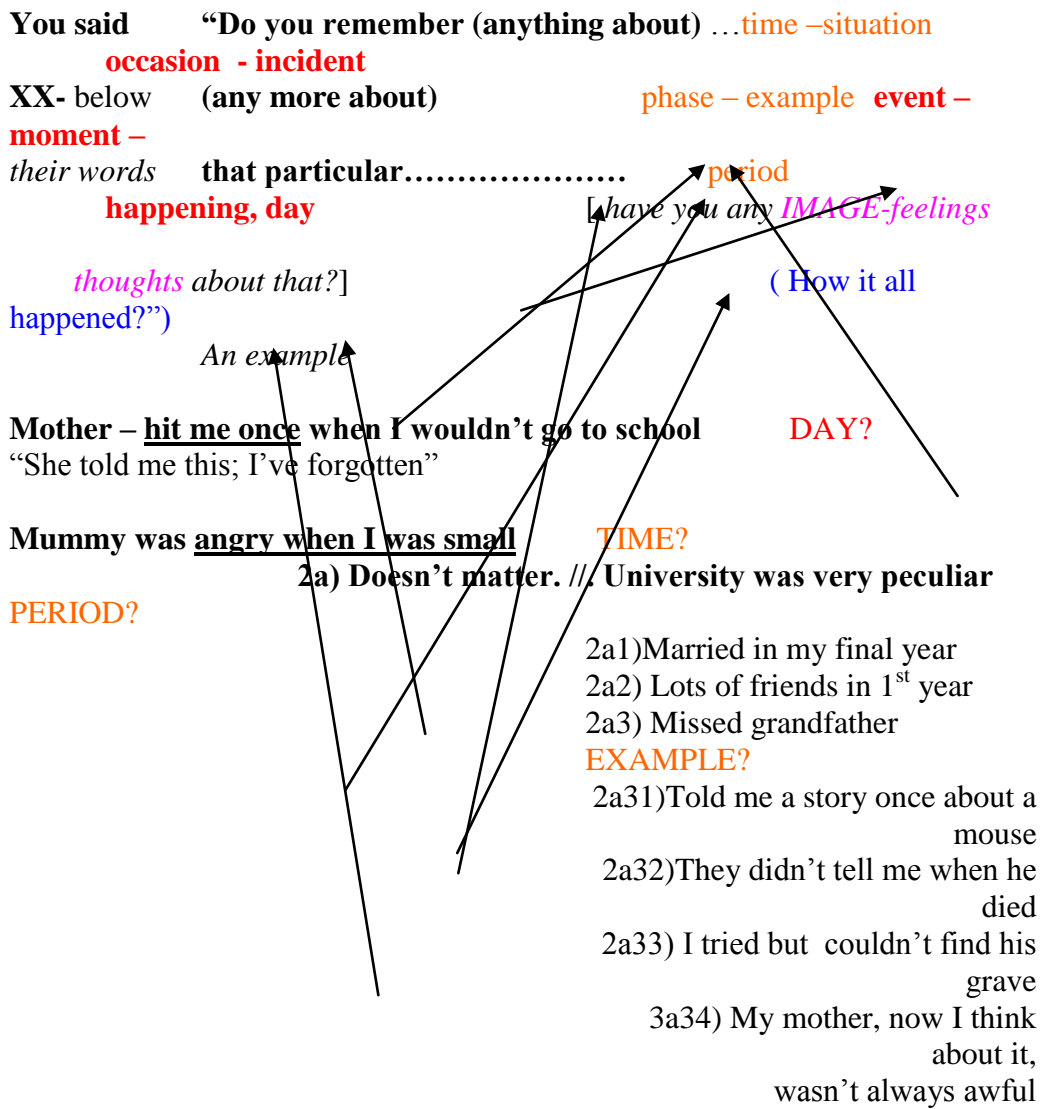 You said “Do you remember (anything about) …time –situation
occasion - incident
XX- below (any more about) phase – example event –
moment –
their words that particular………………… period
happening, day [ have you any IMAGE-feelings
thoughts about that?] ( How it all
happened?”)
An example
Mother – hit me once when I wouldn’t go to school DAY?
“She told me this; I’ve forgotten”
Mummy was angry when I was small TIME?
2a) Doesn’t matter. //. University was very peculiar
PERIOD?
2a1)Married in my final year
2a2) Lots of friends in 1st year
2a3) Missed grandfather
EXAMPLE?
2a31)Told me a story once about a
mouse
2a32)They didn’t tell me when he
died
2a33) I tried but couldn’t find his
grave
3a34) My mother, now I think
about it,
wasn’t always awful